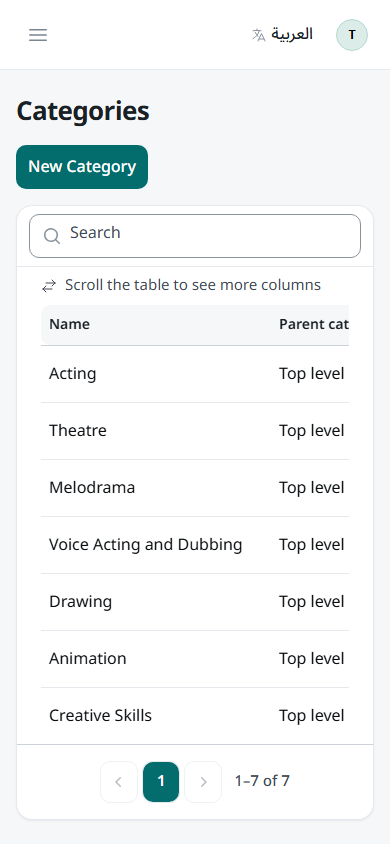 العربية
T
Categories
New Category
Search
Scroll the table to see more columns
Name Parent cat
Acting Top level
Theatre Top level
Melodrama Top level
Voice Acting and Dubbing Top level
Drawing Top level
Animation Top level
Creative Skills Top level
1 1–7 of 7